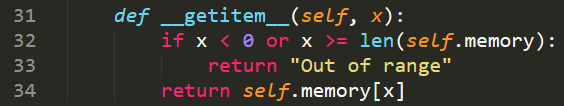 31 def __getitem__(self, x):
32 if x < 0 or x >= len(self.memory):
33 return "Out of range"
34 return self.memory[x]